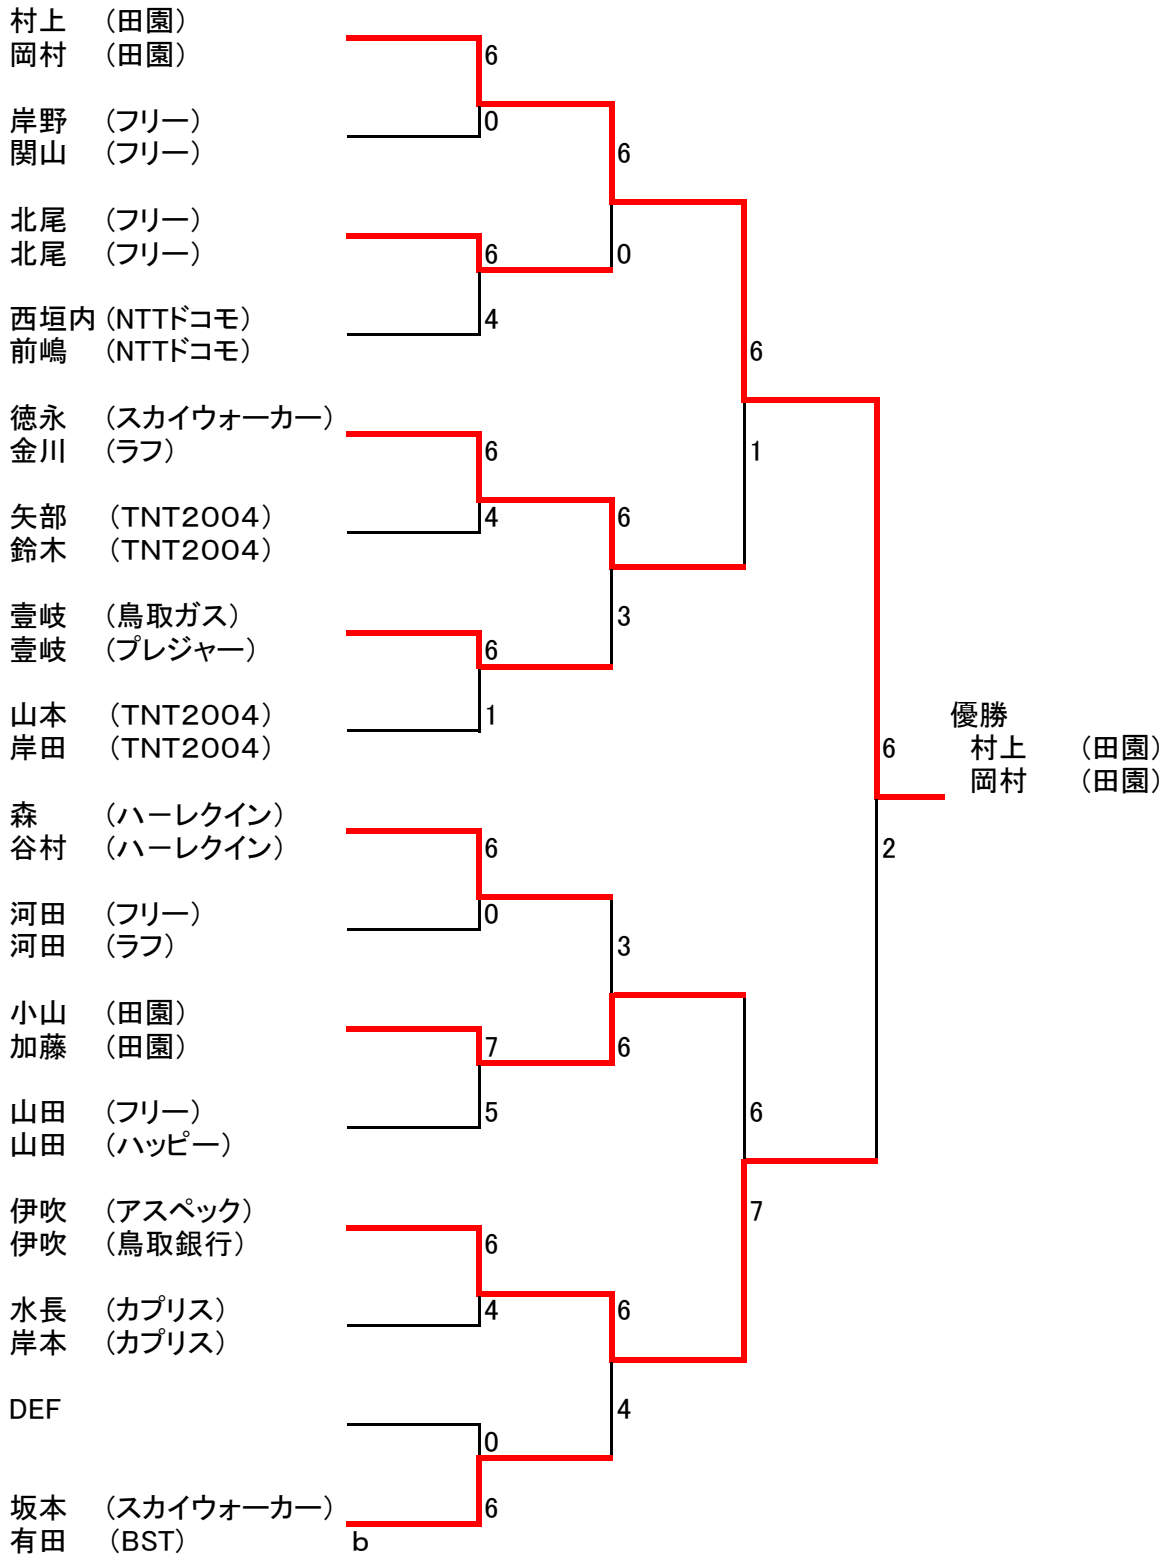 村上 （田園）
岡村 （田園）
6
岸野 （フリー）
0
関山 （フリー）
6
北尾 （フリー）
北尾 （フリー）
6
0
西垣内 （NTTドコモ）
4
前嶋 （NTTドコモ）
6
徳永 （スカイウォーカー）
金川 （ラフ）
6
1
矢部 （TNT2004）
4
6
鈴木 （TNT2004）
壹岐 （鳥取ガス）
3
壹岐 （プレジャー）
6
山本 （TNT2004）
1
岸田 （TNT2004）
優勝
6
村上 （田園）
岡村 （田園）
森 （ハーレクイン）
谷村 （ハーレクイン）
6
2
河田 （フリー）
0
河田 （ラフ）
3
小山 （田園）
加藤 （田園）
7
6
山田 （フリー）
5
6
山田 （ハッピー）
伊吹 （アスペック）
7
伊吹 （鳥取銀行）
6
水長 （カプリス）
4
6
岸本 （カプリス）
DEF
4
0
坂本 （スカイウォーカー）
6
有田 （BST） b